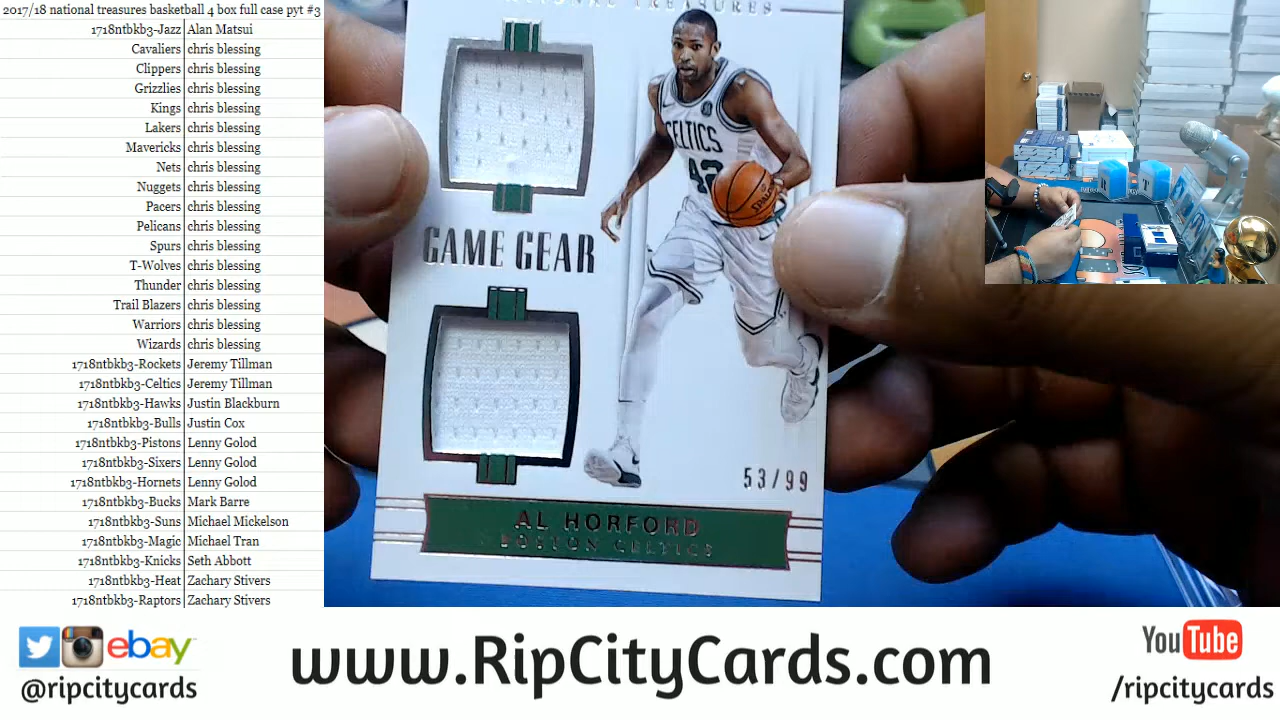 2017/18 national treasures basketball 4 box full case pyt #3
1718ntbkb3-Jazz Alan Matsui
Cavaliers chris blessing
Clippers chris blessing
Grizzlies chris blessing
Kings chris blessing
Lakers chris blessing
Mavericks chris blessing
Nets chris blessing
Nuggets chris blessing
Pacers chris blessing
Pelicans chris blessing
Spurs chris blessing
T-Wolves chris blessing
Thunder chris blessing
Trail Blazers chris blessing
Warriors chris blessing
Wizards chris blessing
1718ntbkb3-Rockets Jeremy Tillman
1718ntbkb3-Celtics Jeremy Tillman
1718ntbkb3-Hawks Justin Blackburn
1718ntbkb3-Bulls Justin Cox
1718ntbkb3-Pistons Lenny Golod
1718ntbkb3-Sixers Lenny Golod
1718ntbkb3-Hornets Lenny Golod
1718ntbkb3-Bucks Mark Barre
1718ntbkb3-Suns Michael Mickelson
1718ntbkb3-Magic Michael Tran
1718ntbkb3-Knicks Seth Abbott
1718ntbkb3-Heat Zachary Stivers
1718ntbkb3-Raptors Zachary Stivers
TREASURES
CELTICS
42
SPALDING
GAME GEAR
53/99
AL HORFORD
BOSTON CELTICS
ebay
@ripcitycards
www.RipCityCards.com
YouTube
/ripcitycards